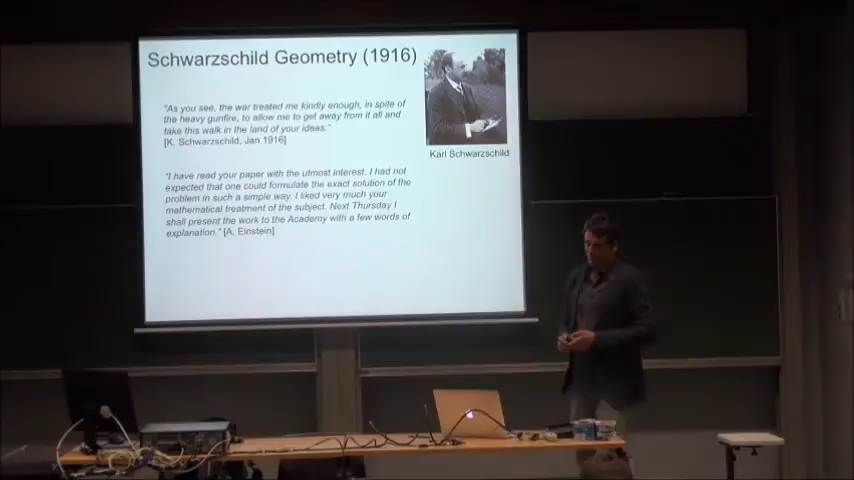 Schwarzschild Geometry (1916)
"As you see, the war treated me kindly enough, in spite of
the heavy gunfire, to allow me to get away from it all and
take this walk in the land of your ideas."
[K. Schwarzschild, Jan 1916]
Karl Schwarzschild
"I have read your paper with the utmost interest. I had not
expected that one could formulate the exact solution of the
problem in such a simple way. I liked very much your
mathematical treatment of the subject. Next Thursday I
shall present the work to the Academy with a few words of
explanation." [A. Einstein]